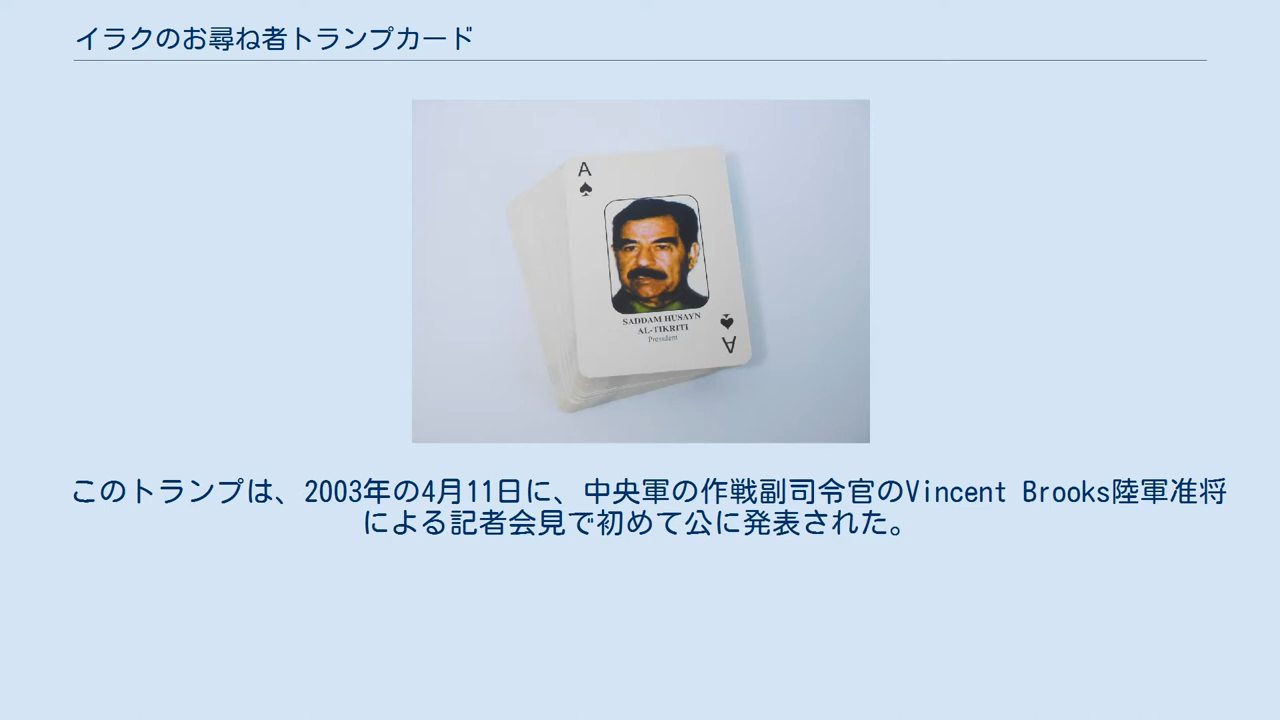 イラクのお尋ね者トランプカード
A
SADDAM HUSAYN
AL-TIKRITI
President
A
このトランプは、2003年の4月11日に、中央軍の作戦副司令官のVincent Brooks陸軍准将
による記者会見で初めて公に発表された。